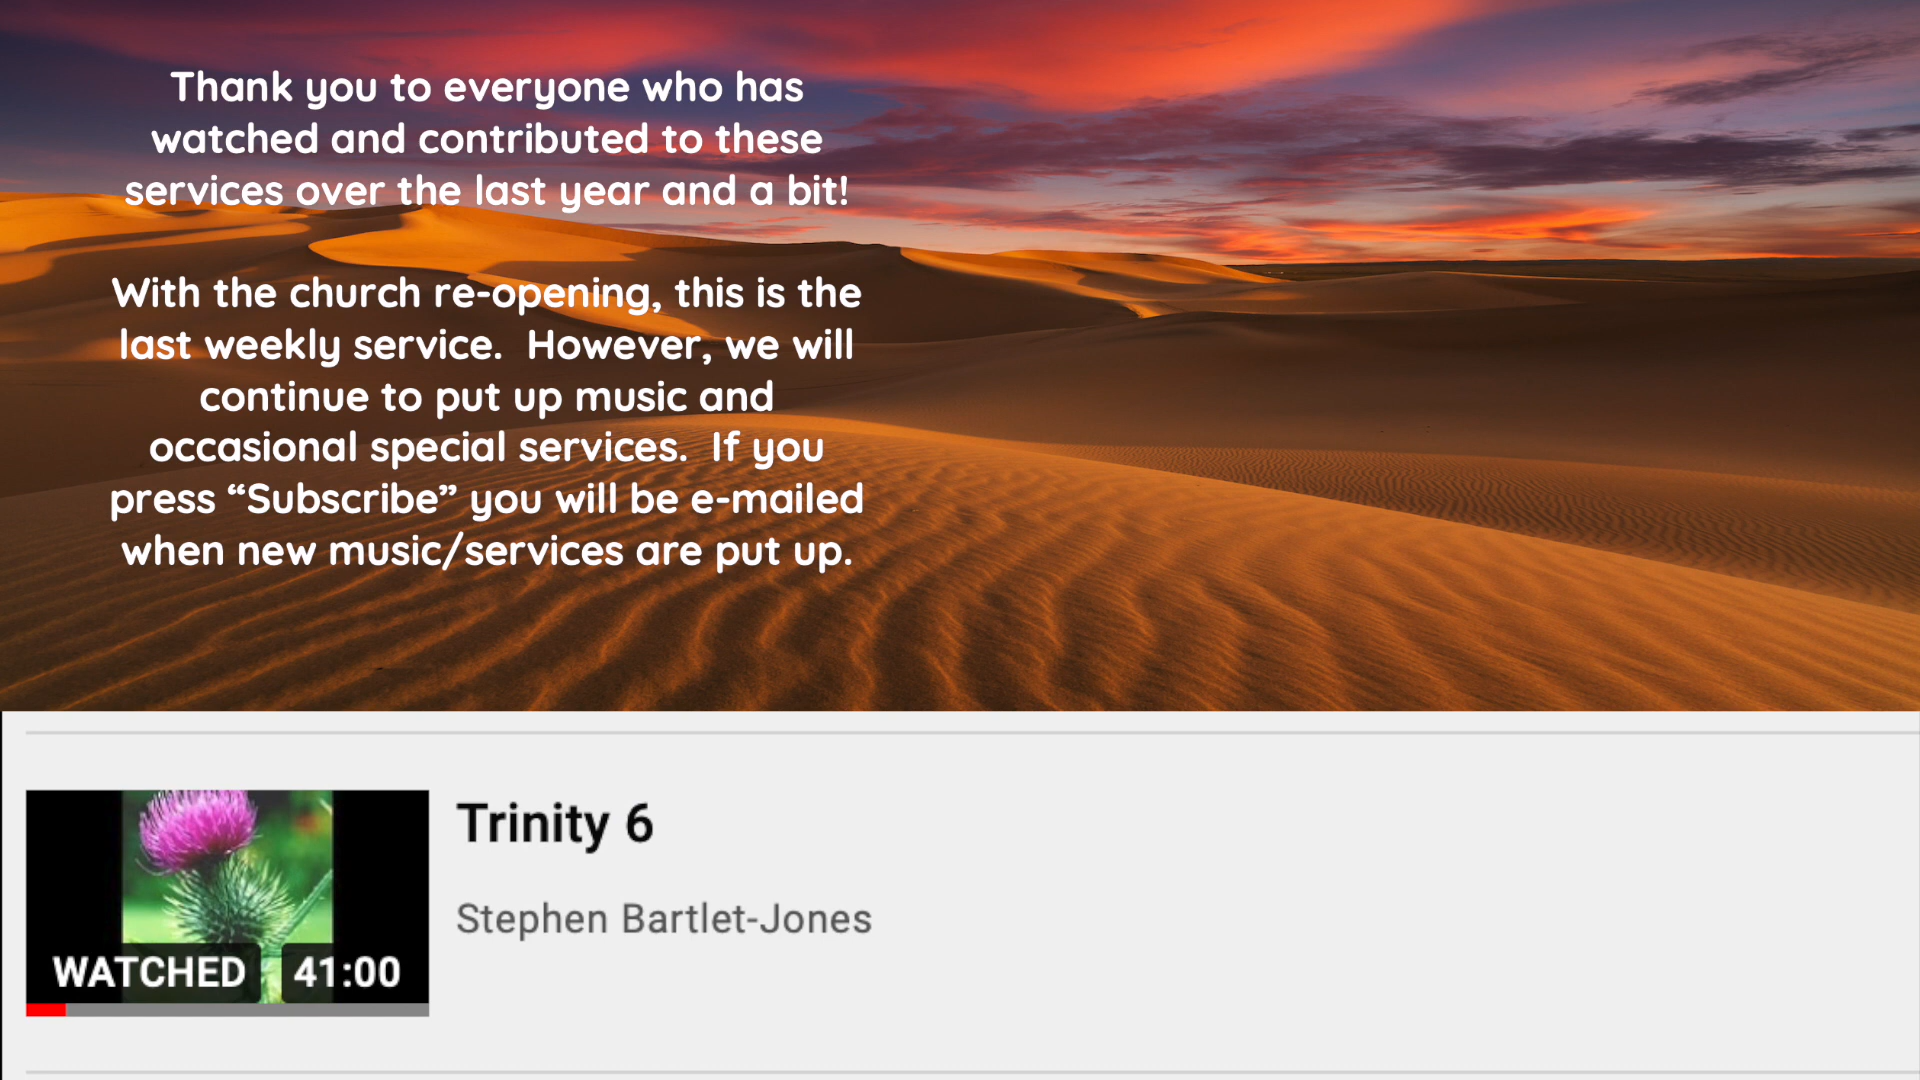 Thank you to everyone who has
watched and contributed to these
services over the last year and a bit!
With the church re-opening, this is the
last weekly service.  However, we will
continue to put up music and
occasional special services.  If you
press “Subscribe” you will be e-mailed
when new music/services are put up.
Trinity 6
Stephen Bartlet-Jones
WATCHED 41:00